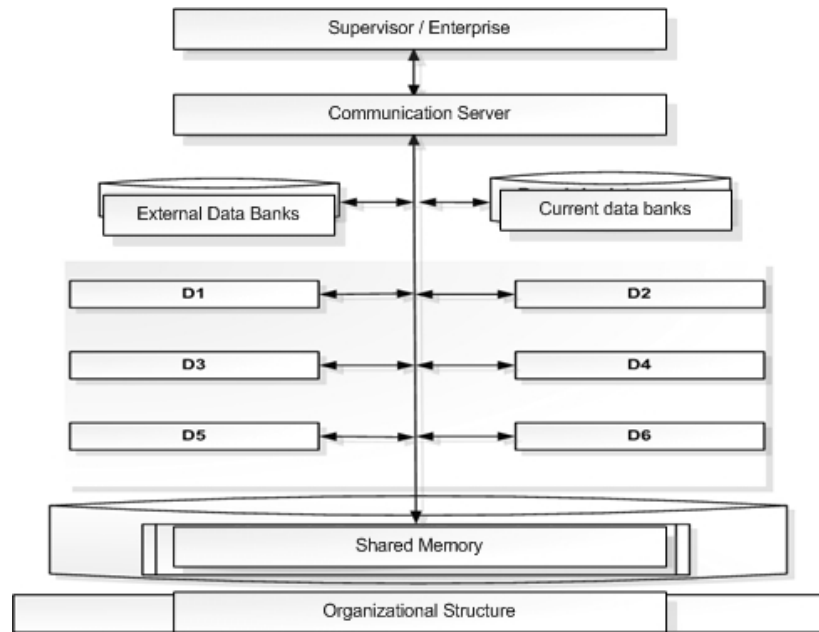 Supervisor / Enterprise
Communication Server
External Data Banks
Current data banks
D1
D2
D3
D4
D5
D6
Shared Memory
Organizational Structure